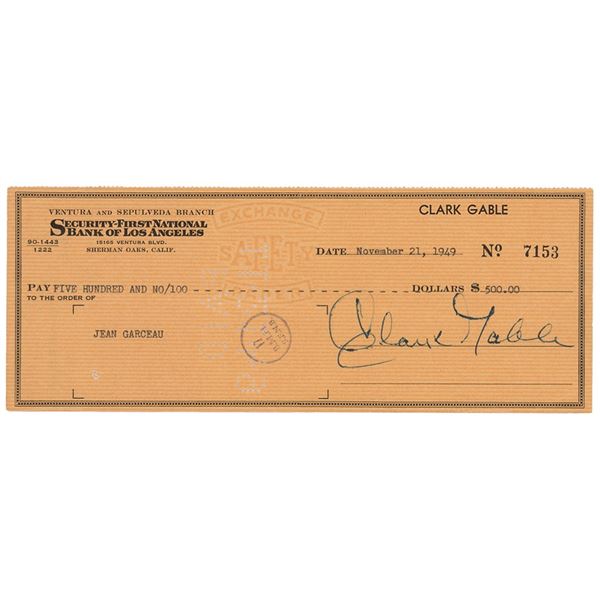 VENTURA AND SEPULVEDA BRANCH
SECURITY-FIRST NATIONAL
BANK OF LOS ANGELES
90-1443
1222
15165 VENTURA BLVD.
SHERMAN OAKS, CALIF.
EXCHANGE
SAFETY
CLARK GABLE
DATE November 21, 1949 No. 7153
PAY FIVE HUNDRED AND NO/100 DOLLARS $ 500.00
TO THE ORDER OF
JEAN GARCEAU
Clark Gable